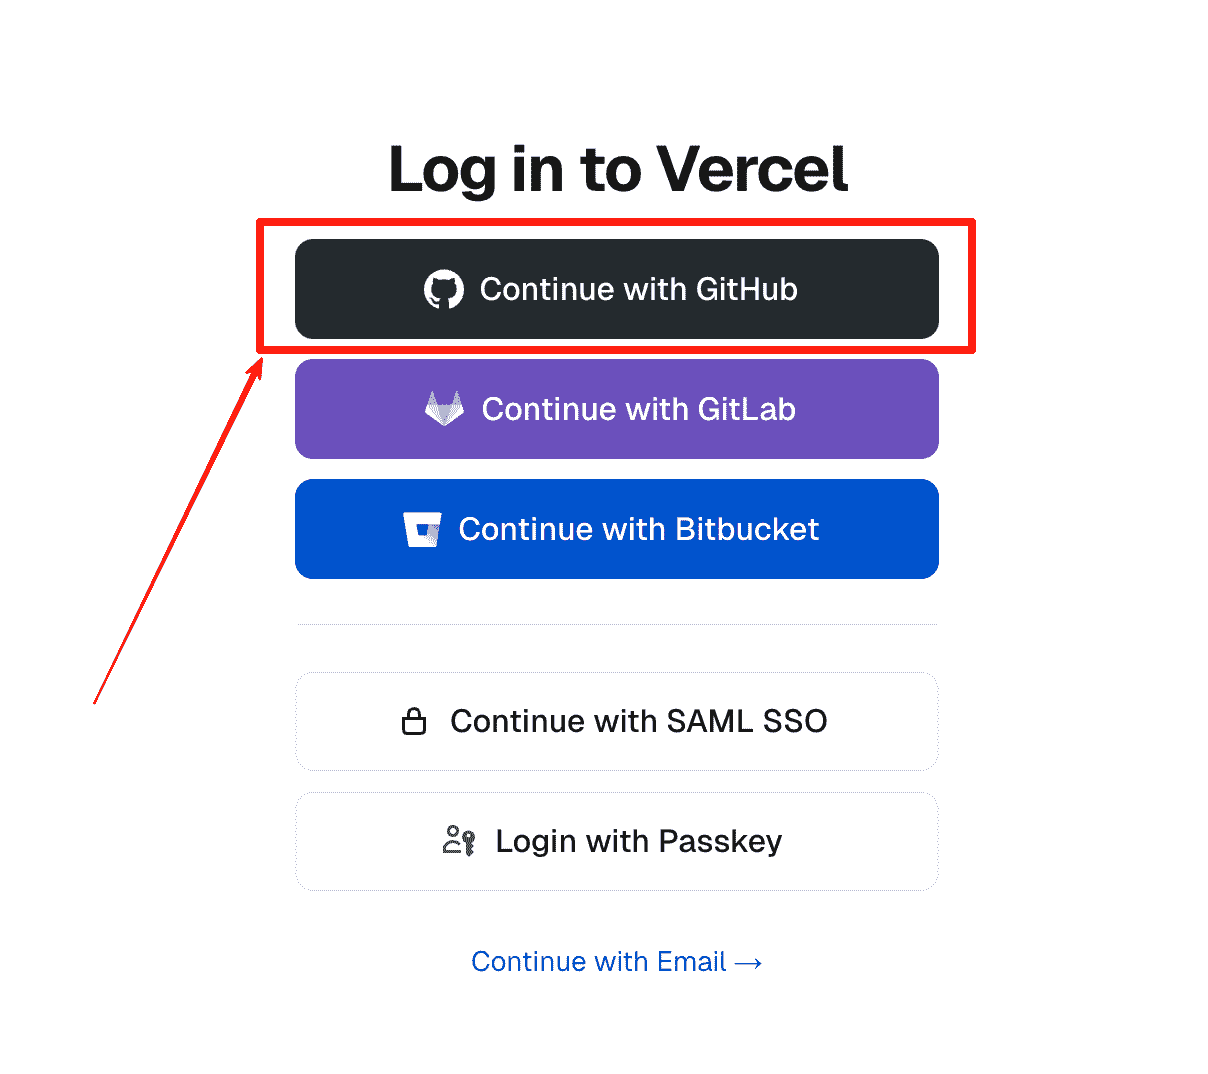 Log in to Vercel
Continue with GitHub
Continue with GitLab
Continue with Bitbucket
Continue with SAML SSO
Login with Passkey
Continue with Email →